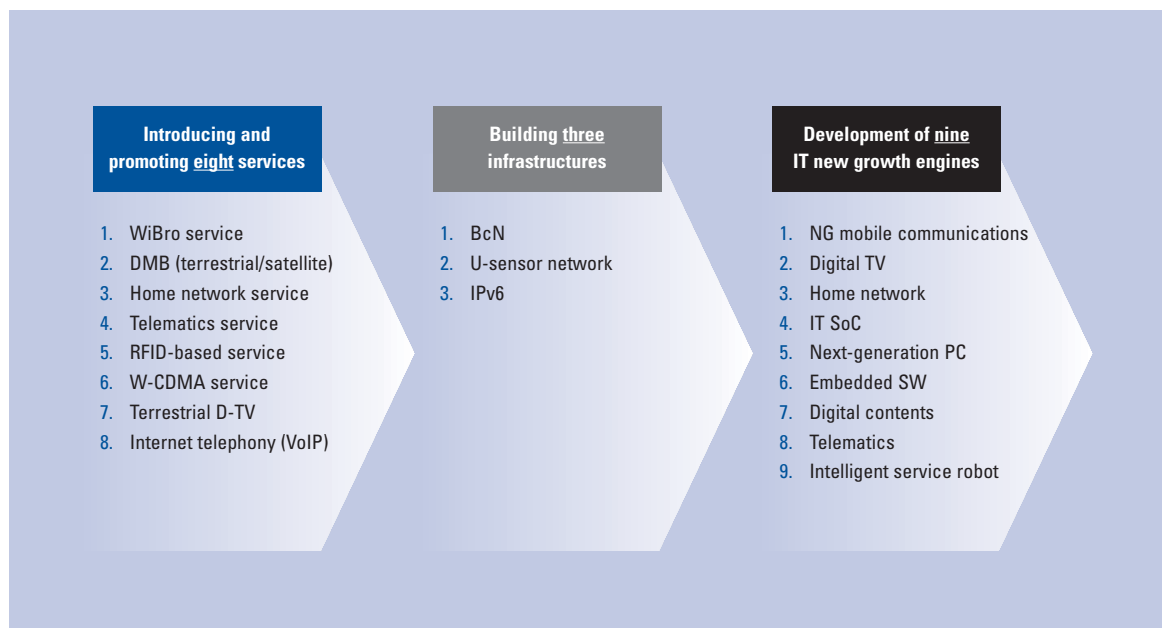 Introducing and
promoting eight services
1. WiBro service
2. DMB (terrestrial/satellite)
3. Home network service
4. Telematics service
5. RFID-based service
6. W-CDMA service
7. Terrestrial D-TV
8. Internet telephony (VoIP)
Building three
infrastructures
1. BcN
2. U-sensor network
3. IPv6
Development of nine
IT new growth engines
1. NG mobile communications
2. Digital TV
3. Home network
4. IT SoC
5. Next-generation PC
6. Embedded SW
7. Digital contents
8. Telematics
9. Intelligent service robot